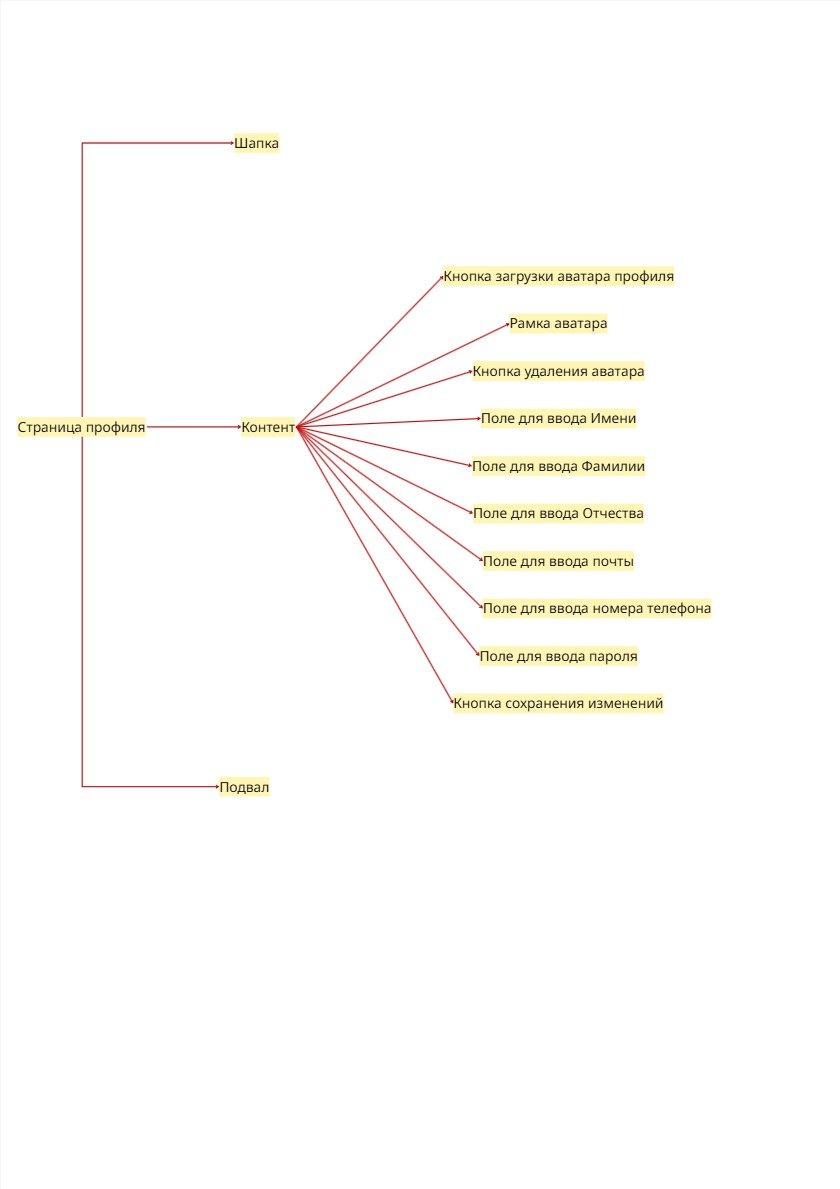 Шапка
Кнопка загрузки аватара профиля
Рамка аватара
Кнопка удаления аватара
Поле для ввода Имени
Страница профиля
Контент
Поле для ввода Фамилии
Поле для ввода Отчества
Поле для ввода почты
Поле для ввода номера телефона
Поле для ввода пароля
Кнопка сохранения изменений
Подвал